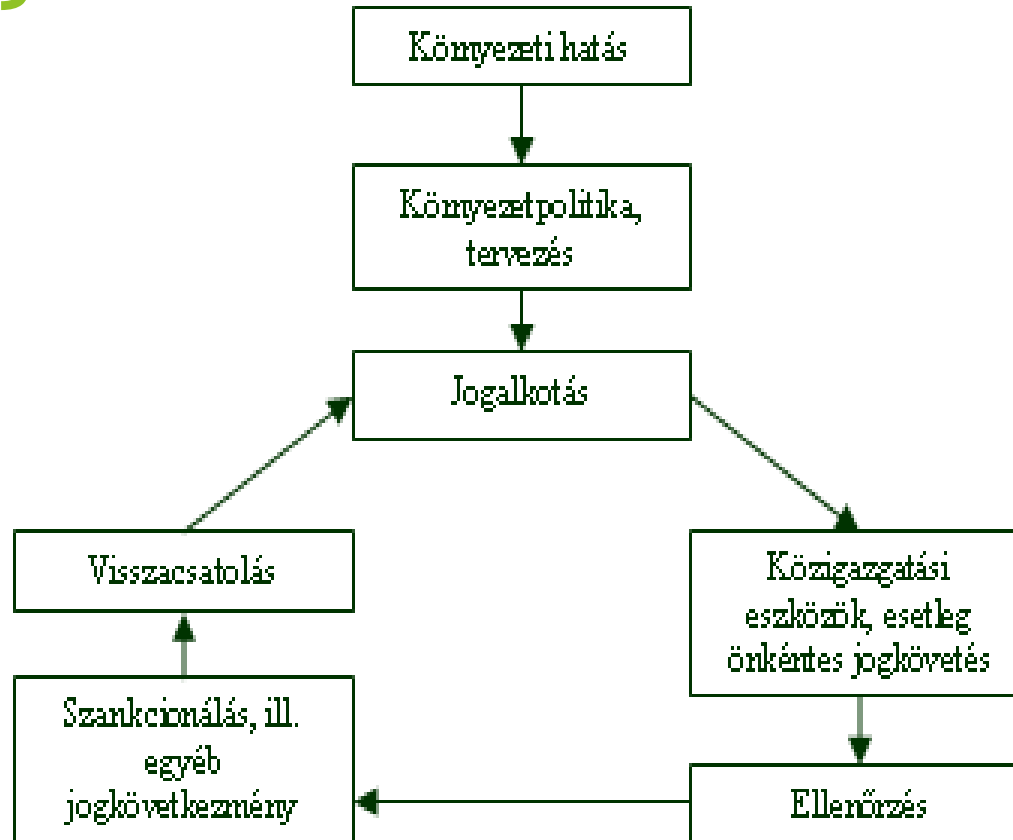 Környezeti hatás
Környezetpolitika,
tervezés
Jogalkotás
Visszacsatolás
Közigazgatási
eszközök, esetleg
önkéntes jogkövetés
Szankcionálás, ill.
egyéb
jogkövetkezmény
Ellenőrzés